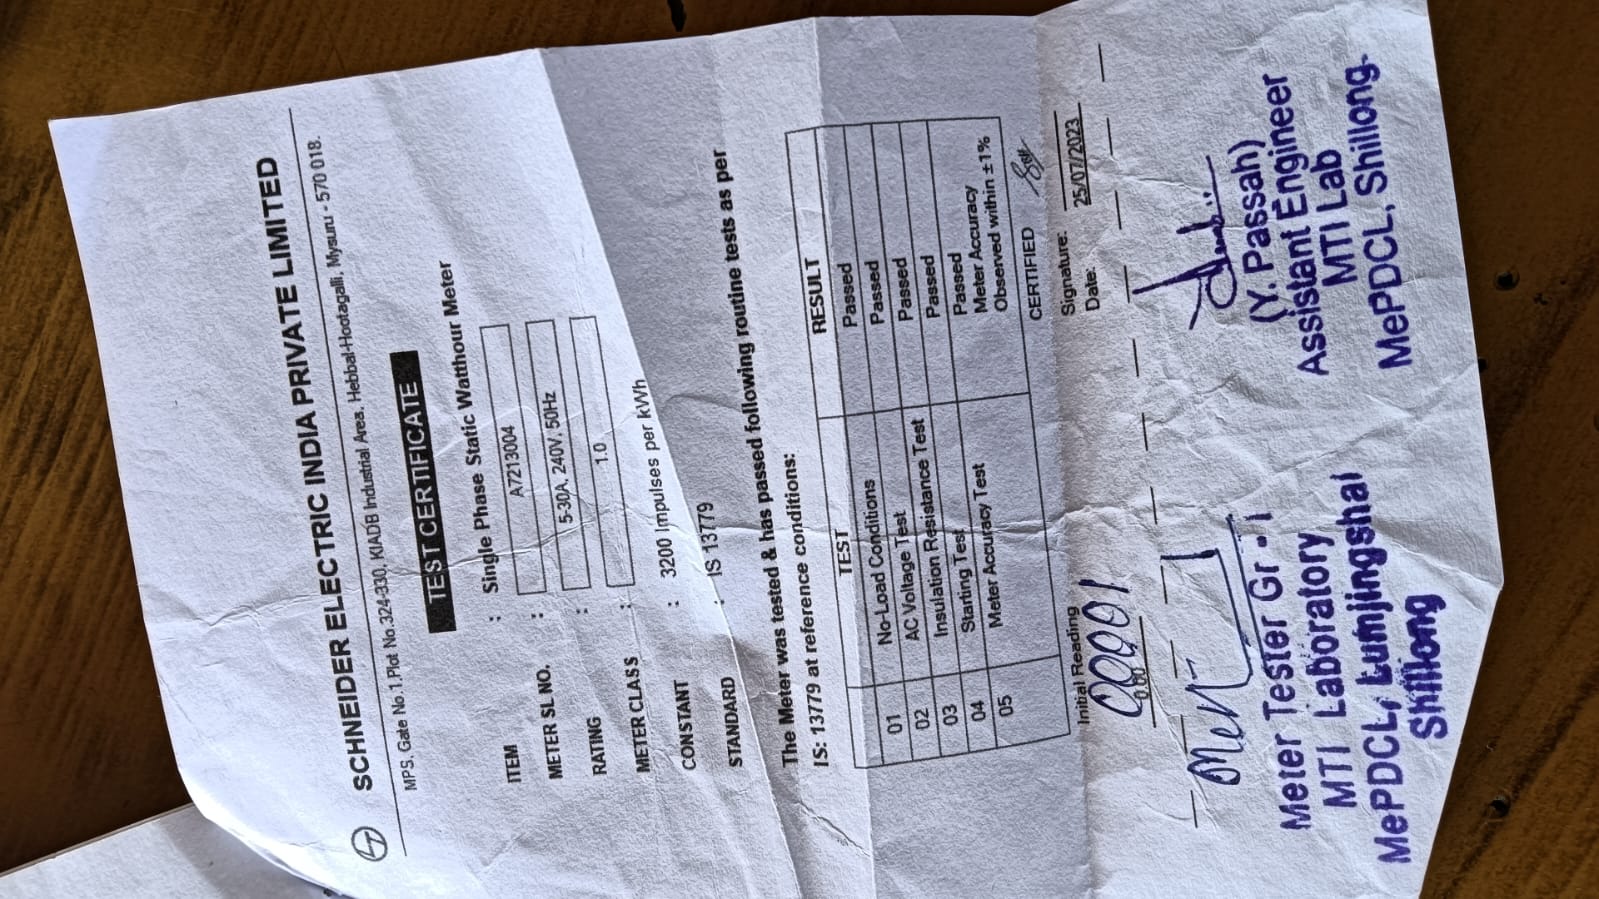 SCHNEIDER ELECTRIC INDIA PRIVATE LIMITED
MPS, Gate No.1.Plot No.324-330, KIADB Industrial Area. Hebbal-Hootagalli, Mysuru - 570 018.
TEST CERTIFICATE
ITEM : Single Phase Static Watthour Meter
METER SL NO. : A7213004
RATING : 5-30A, 240V, 50Hz
METER CLASS : 1.0
CONSTANT : 3200 Impulses per kWh
STANDARD : IS 13779
The Meter was tested & has passed following routine tests as per
IS: 13779 at reference conditions:
TEST RESULT
01 No-Load Conditions Passed
02 AC Voltage Test Passed
03 Insulation Resistance Test Passed
04 Starting Test Passed
05 Meter Accuracy Test Passed
Meter Accuracy
Observed within ±1%
CERTIFIED
Initial Reading
00001
0.00
Signature:
Date: 25/07/2023
Meter Tester Gr. I
MTI Laboratory
MePDCL, Lumjingshai
Shillong
(Y. Passah)
Assistant Engineer
MTI Lab
MePDCL, Shillong.